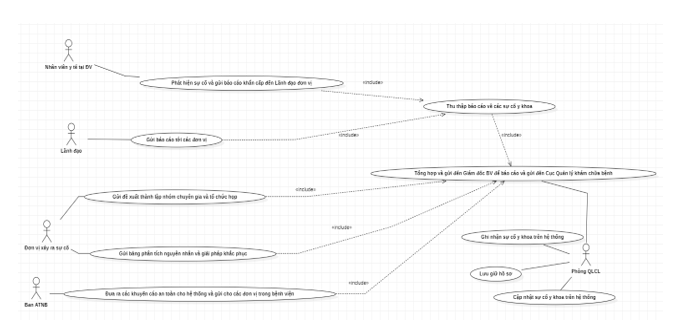 Nhân viên y tế tại ĐV
Phát hiện sự cố và gửi báo cáo khẩn cấp đến Lãnh đạo đơn vị
«include»
Thu thập báo cáo về các sự cố y khoa
Lãnh đạo
Gửi báo cáo tới các đơn vị
«include»
«include»
Tổng hợp và gửi đến Giám đốc BV để báo cáo và gửi đến Cục Quản lý khám chữa bệnh
Gửi đề xuất thành lập nhóm chuyên gia và tổ chức họp
«include»
Đơn vị xảy ra sự cố
Gửi bảng phân tích nguyên nhân và giải pháp khắc phục
«include»
Ghi nhận sự cố y khoa trên hệ thống
Phòng QLCL
Lưu giữ hồ sơ
Cập nhật sự cố y khoa trên hệ thống
Ban ATNB
Đưa ra các khuyến cáo an toàn cho hệ thống và gửi cho các đơn vị trong bệnh viện
«include»